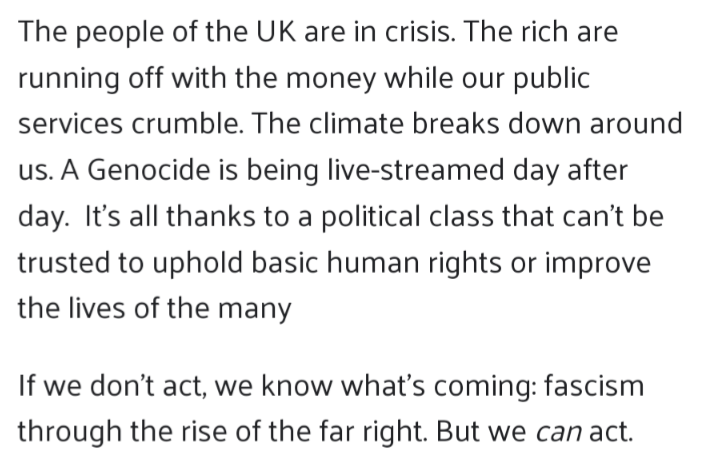 The people of the UK are in crisis. The rich are
running off with the money while our public
services crumble. The climate breaks down around
us. A Genocide is being live-streamed day after
day.  It’s all thanks to a political class that can’t be
trusted to uphold basic human rights or improve
the lives of the many
If we don’t act, we know what’s coming: fascism
through the rise of the far right. But we can act.